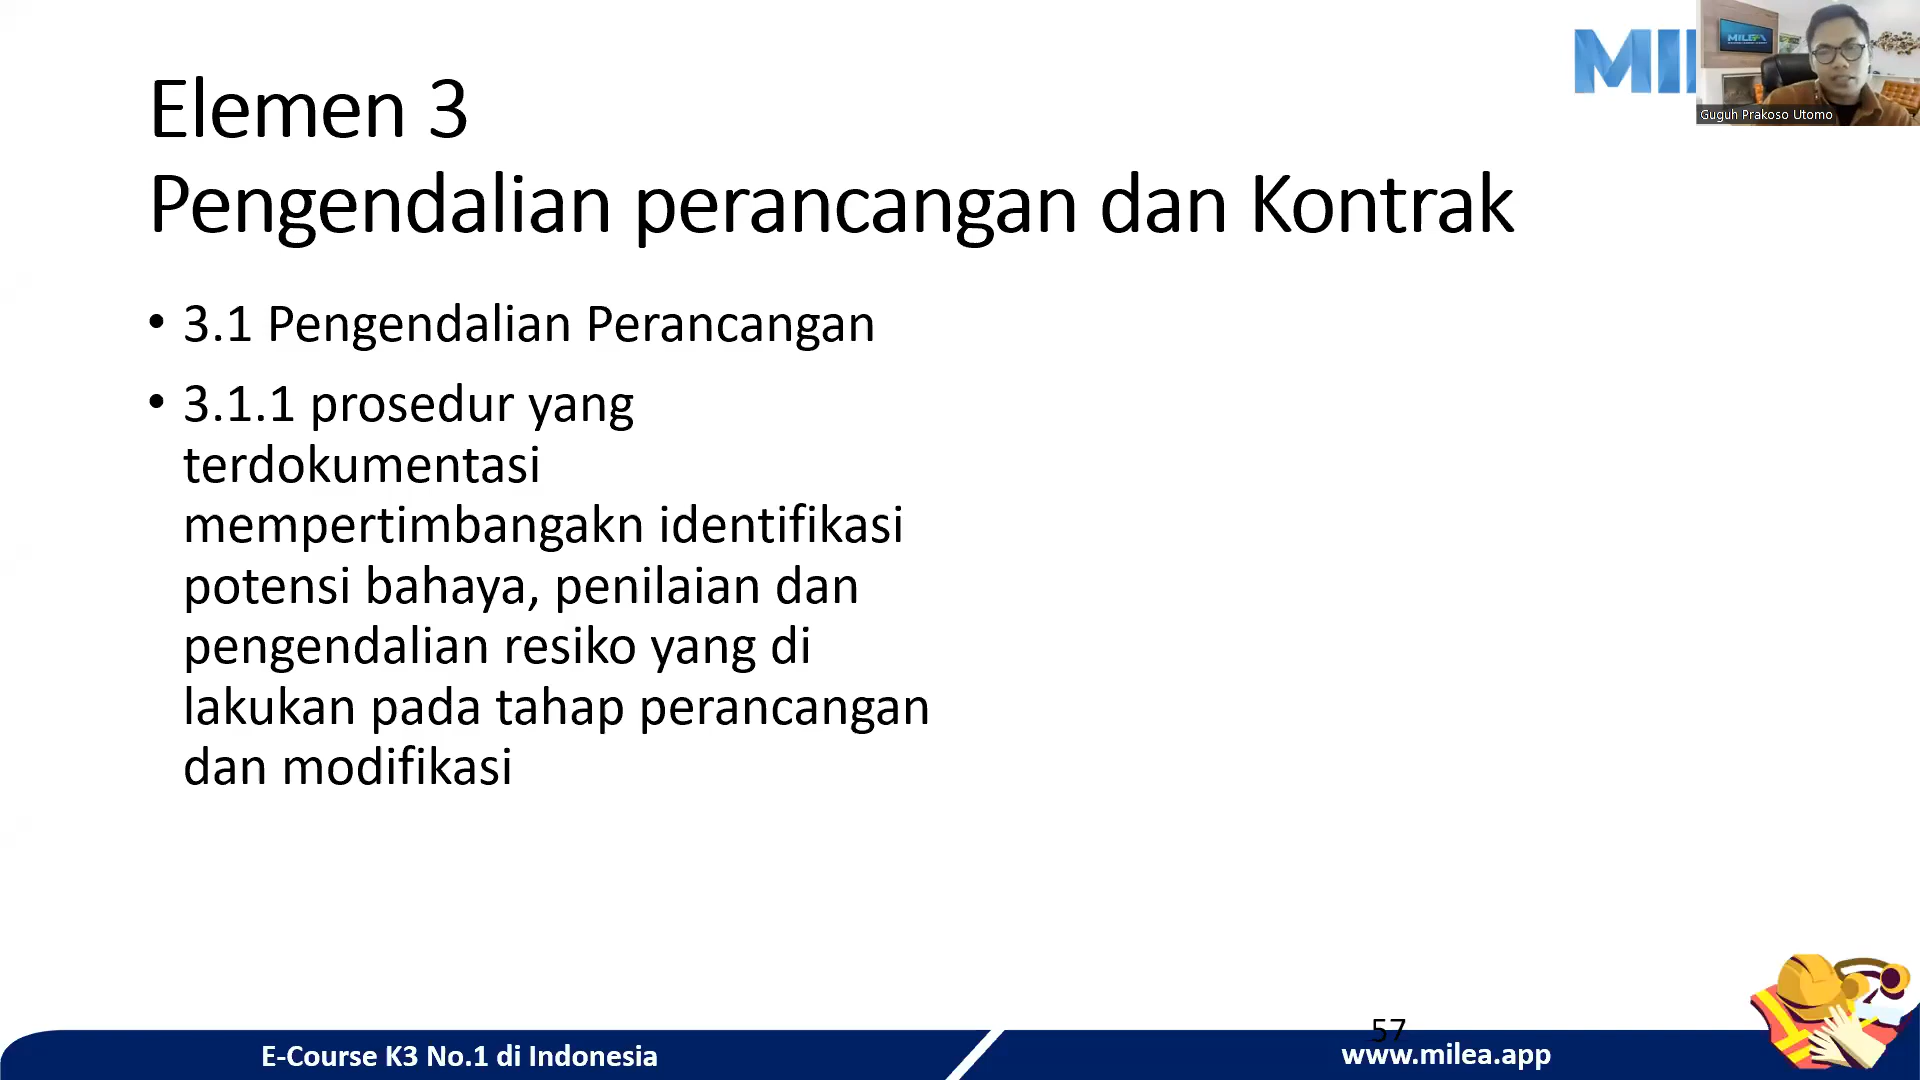 Elemen 3
Pengendalian perancangan dan Kontrak
MIL
MILEA
Guguh Prakoso Utomo
• 3.1 Pengendalian Perancangan
• 3.1.1 prosedur yang
terdokumentasi
mempertimbangakn identifikasi
potensi bahaya, penilaian dan
pengendalian resiko yang di
lakukan pada tahap perancangan
dan modifikasi
57
E-Course K3 No.1 di Indonesia
www.milea.app